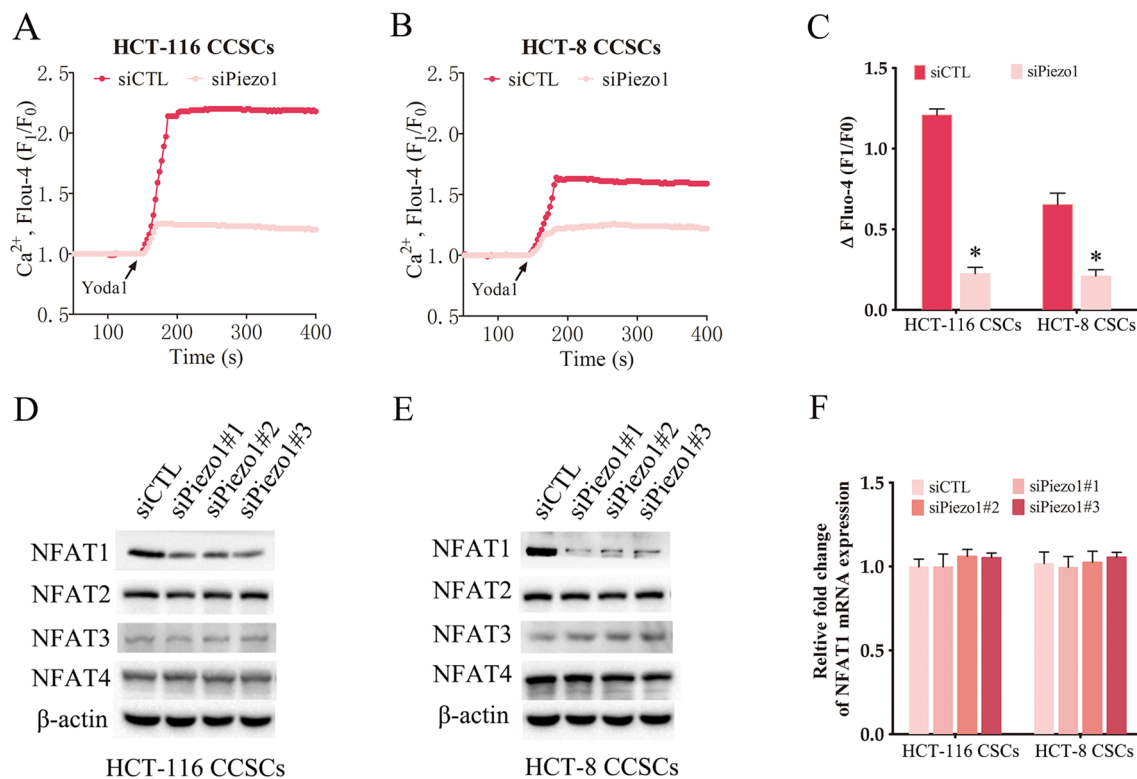 A
HCT-116 CCSCs
siCTL siPiezo1
Ca2+, Flou-4 (F1/F0)
2.5
2.0
1.5
1.0
0.5
Yoda1
100 200 300 400
Time (s)
B
HCT-8 CCSCs
siCTL siPiezo1
Ca2+, Flou-4 (F1/F0)
2.5
2.0
1.5
1.0
0.5
Yoda1
100 200 300 400
Time (s)
C
siCTL siPiezo1
Δ Fluo-4 (F1/F0)
1.5
1.0
0.5
0.0
* *
HCT-116 CSCs HCT-8 CSCs
D
siCTL siPiezo1#1 siPiezo1#2 siPiezo1#3
NFAT1
NFAT2
NFAT3
NFAT4
β-actin
HCT-116 CCSCs
E
siCTL siPiezo1#1 siPiezo1#2 siPiezo1#3
NFAT1
NFAT2
NFAT3
NFAT4
β-actin
HCT-8 CCSCs
F
siCTL siPiezo1#1
siPiezo1#2 siPiezo1#3
Reltive fold change
of NFAT1 mRNA expression
1.5
1.0
0.5
0.0
HCT-116 CSCs HCT-8 CSCs